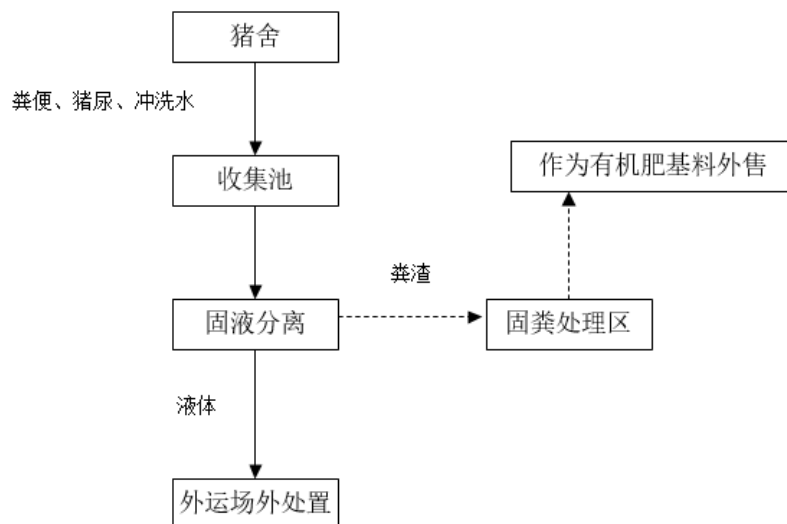 猪舍
粪便、猪尿、冲洗水
收集池
作为有机肥基料外售
粪渣
固液分离
固粪处理区
液体
外运场外处置